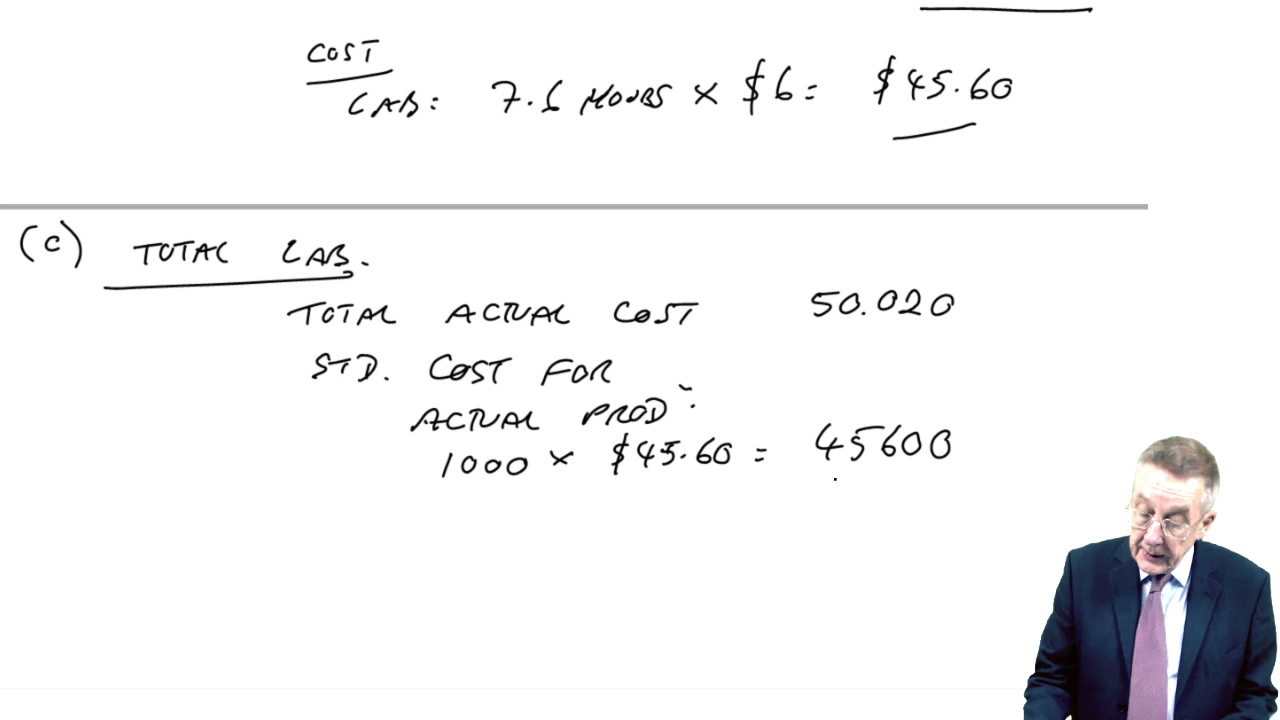 COST
LAB: 7.6 HOURS × $6 = $45.60
(c) TOTAL LAB.
TOTAL ACTUAL COST 50.020
STD. COST FOR
ACTUAL PROD~:
1000 × $45.60 = 45600